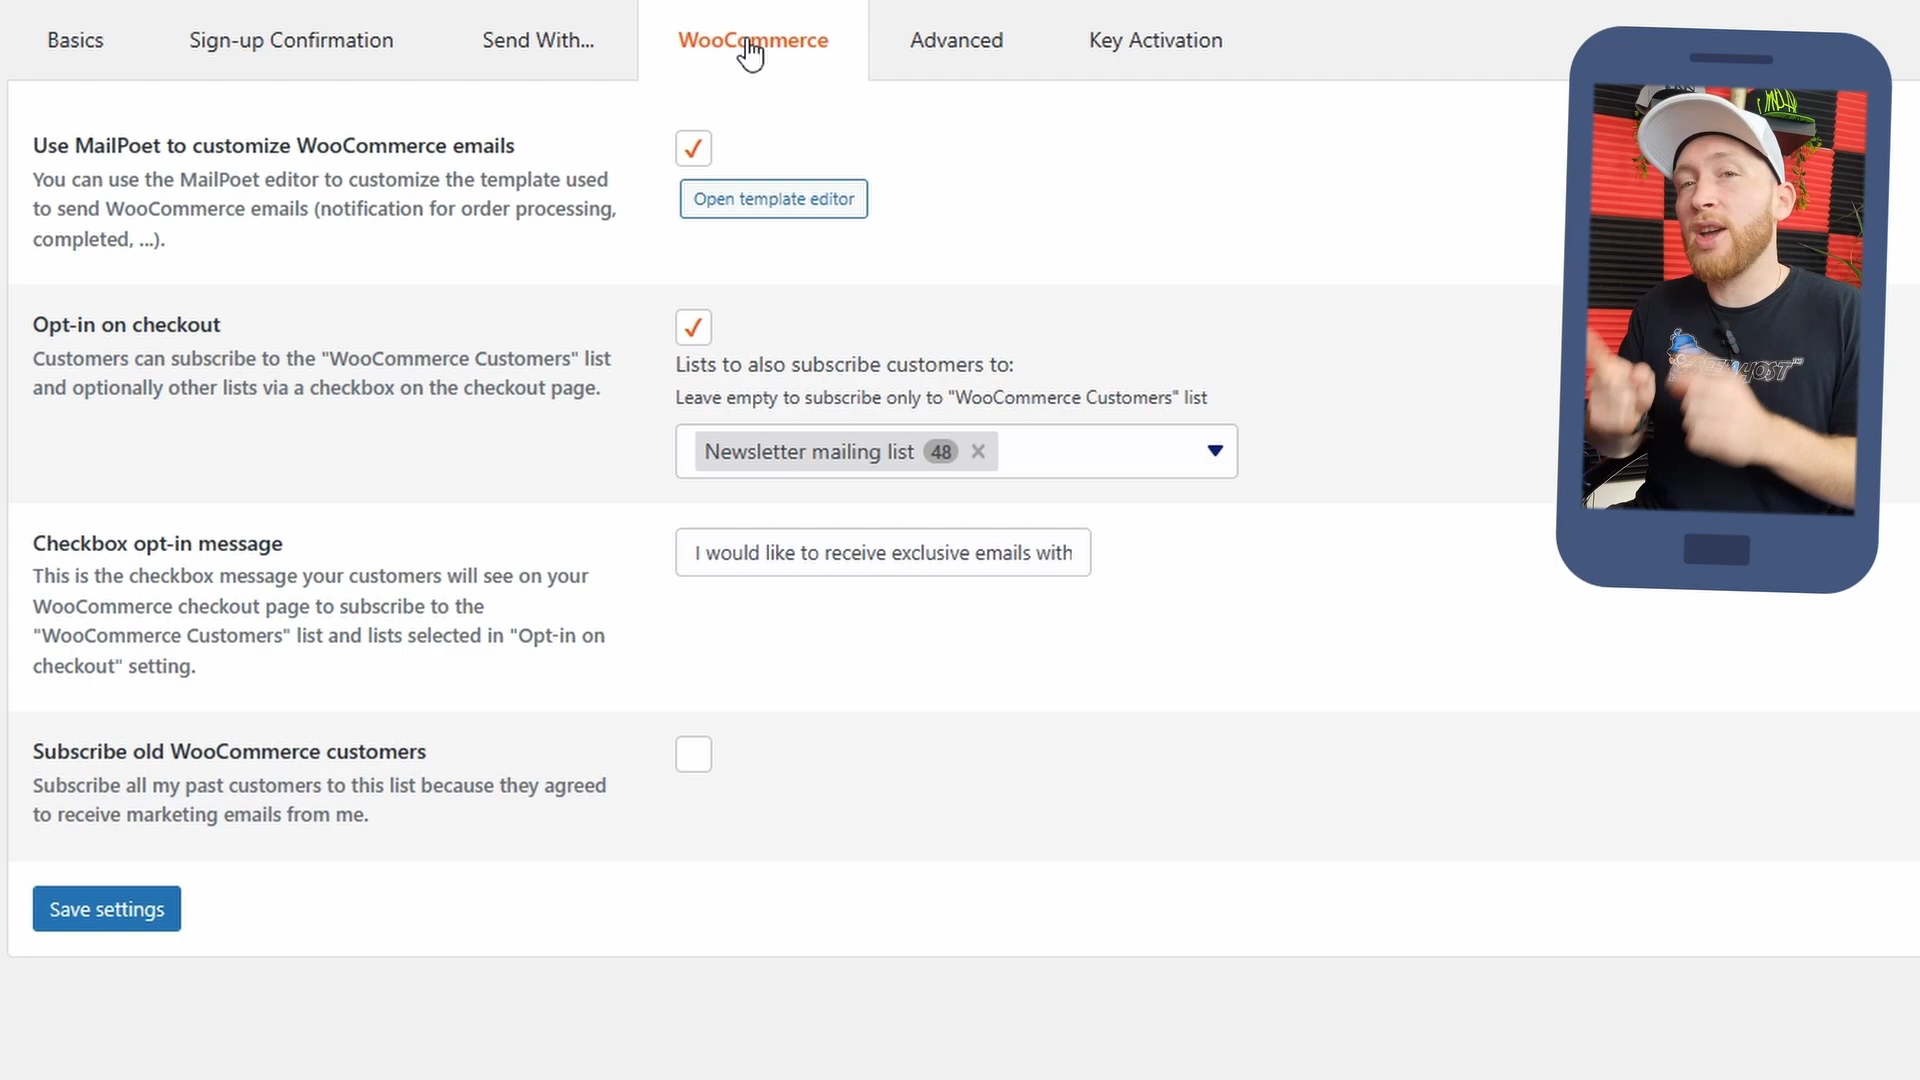 Basics
Sign-up Confirmation
Send With...
WooCommerce
Advanced
Key Activation
Use MailPoet to customize WooCommerce emails
You can use the MailPoet editor to customize the template used
to send WooCommerce emails (notification for order processing,
completed, ...).
Open template editor
Opt-in on checkout
Customers can subscribe to the "WooCommerce Customers" list
and optionally other lists via a checkbox on the checkout page.
Lists to also subscribe customers to:
Leave empty to subscribe only to "WooCommerce Customers" list
Newsletter mailing list 48
Checkbox opt-in message
This is the checkbox message your customers will see on your
WooCommerce checkout page to subscribe to the
"WooCommerce Customers" list and lists selected in "Opt-in on
checkout" setting.
I would like to receive exclusive emails with
Subscribe old WooCommerce customers
Subscribe all my past customers to this list because they agreed
to receive marketing emails from me.
Save settings